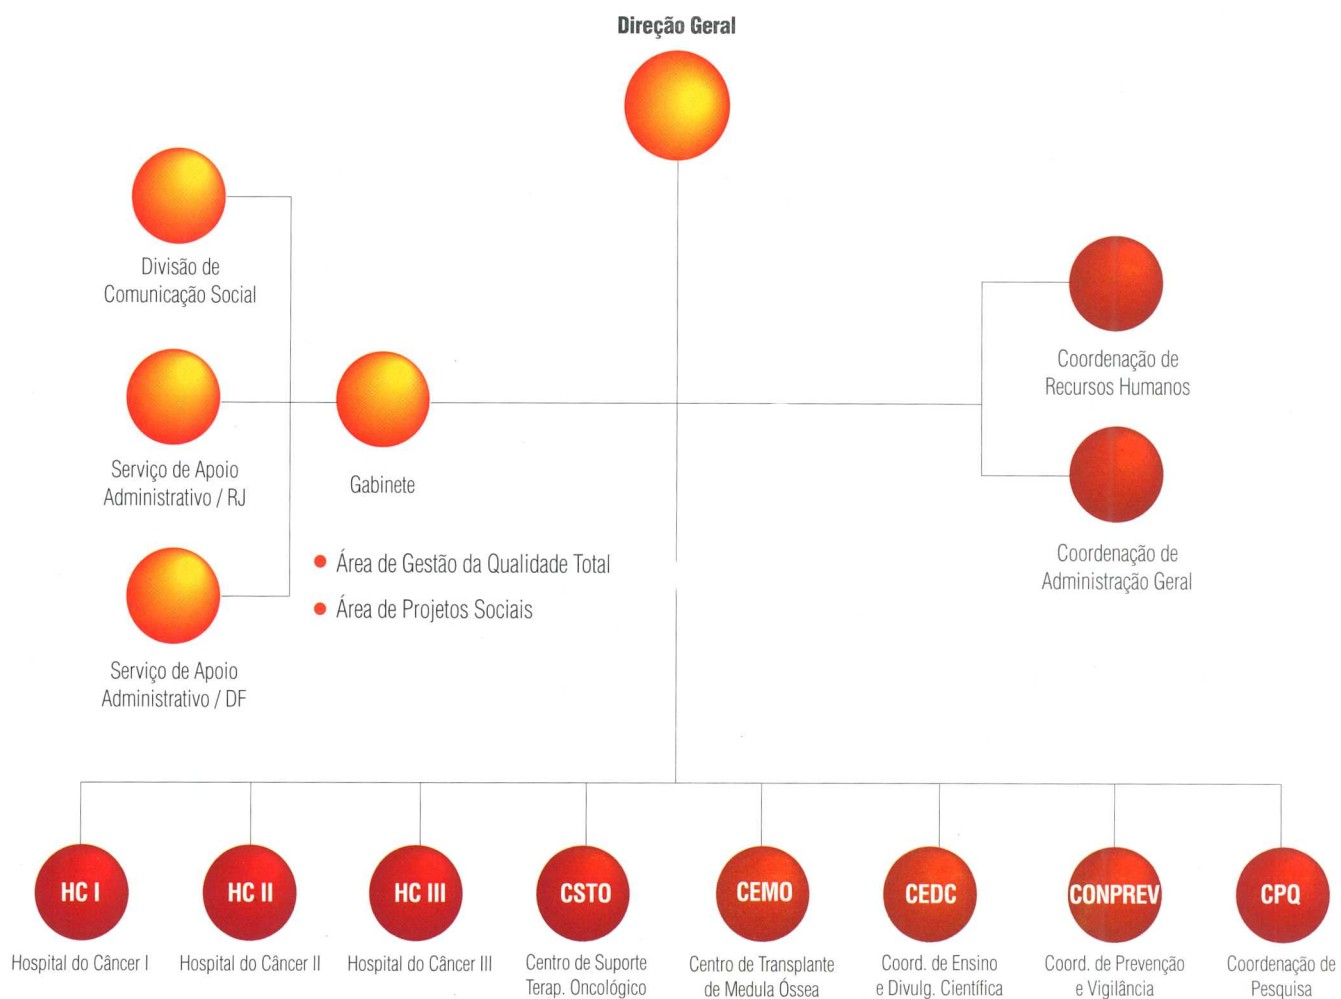 Direção Geral
Divisão de
Comunicação Social
Serviço de Apoio
Administrativo / RJ
Gabinete
Serviço de Apoio
Administrativo / DF
• Área de Gestão da Qualidade Total
• Área de Projetos Sociais
Coordenação de
Recursos Humanos
Coordenação de
Administração Geral
HC I
Hospital do Câncer I
HC II
Hospital do Câncer II
HC III
Hospital do Câncer III
CSTO
Centro de Suporte
Terap. Oncológico
CEMO
Centro de Transplante
de Medula Óssea
CEDC
Coord. de Ensino
e Divulg. Científica
CONPREV
Coord. de Prevenção
e Vigilância
CPQ
Coordenação de
Pesquisa